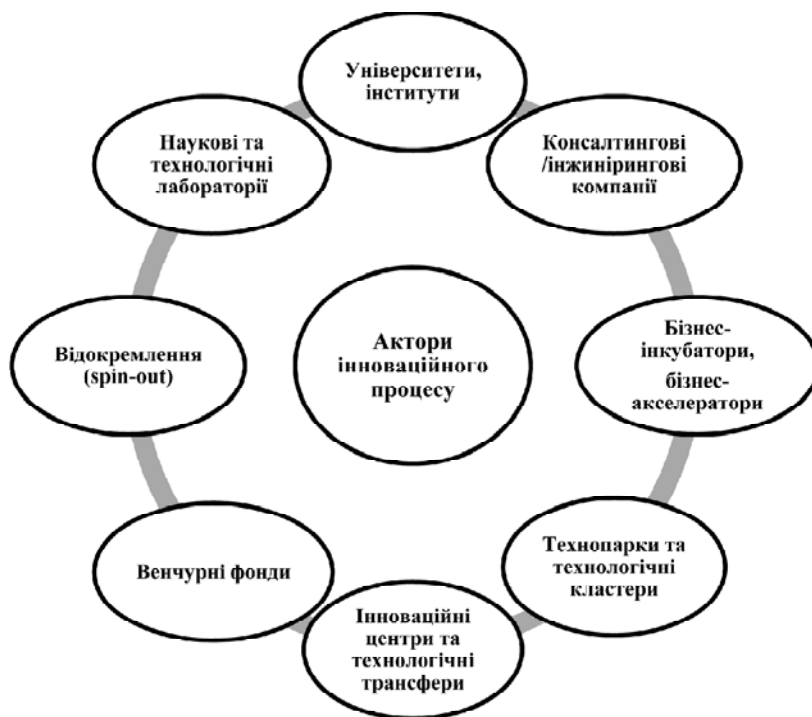 Університети,
інститути
Наукові та
технологічні
лабораторії
Консалтингові
/інжинірингові
компанії
Відокремлення
(spin-out)
Актори
інноваційного
процесу
Бізнес-
інкубатори,
бізнес-
акселератори
Венчурні фонди
Технопарки та
технологічні
кластери
Інноваційні
центри та
технологічні
трансфери